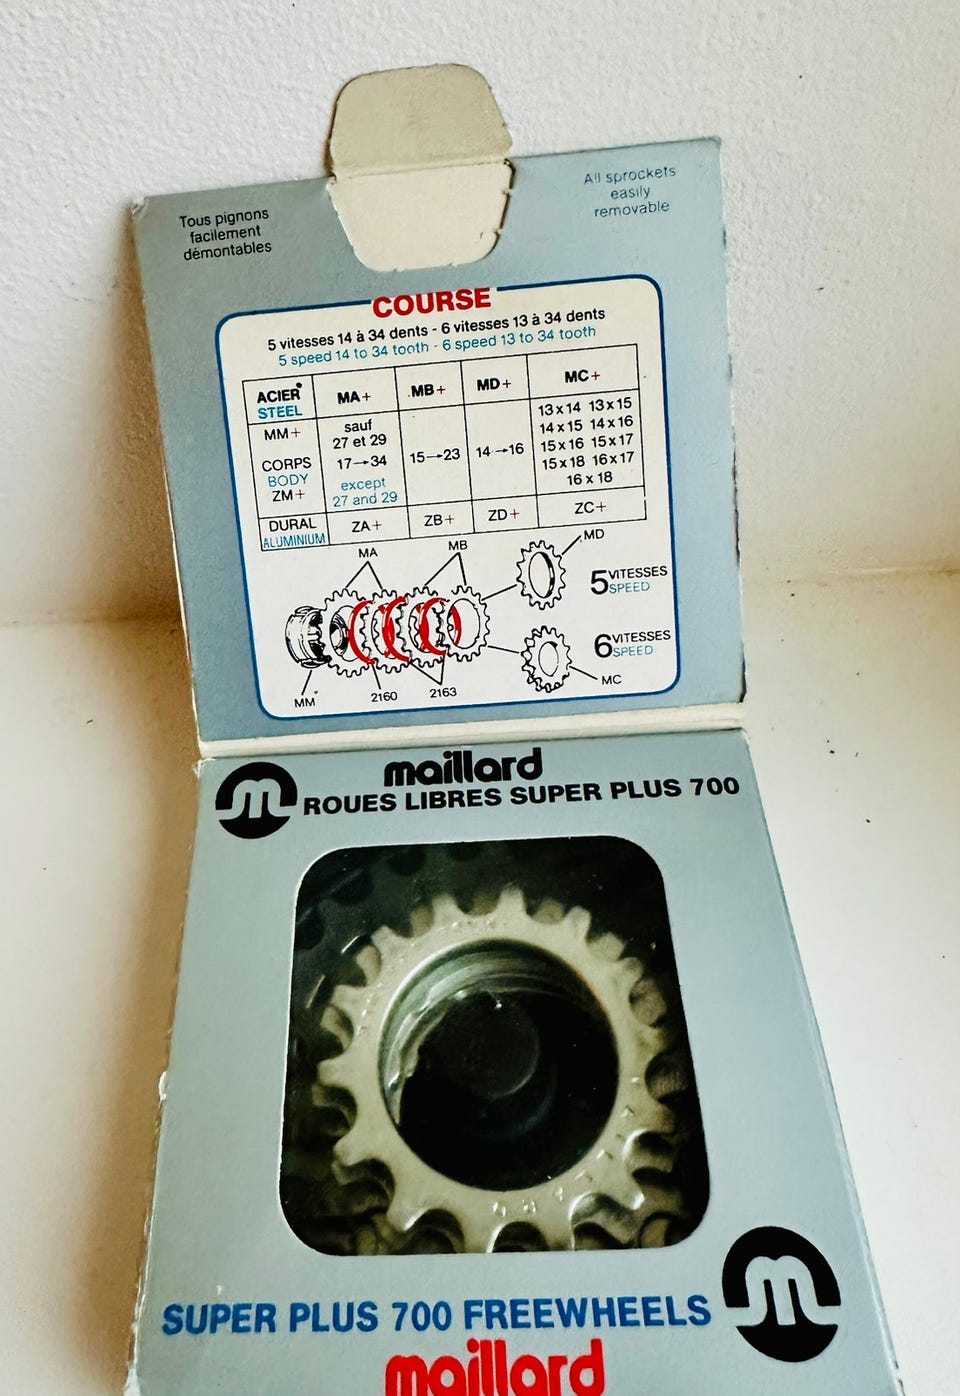 Tous pignons
facilement
démontables
All sprockets
easily
removable
COURSE
5 vitesses 14 à 34 dents - 6 vitesses 13 à 34 dents
5 speed 14 to 34 tooth - 6 speed 13 to 34 tooth
ACIER
STEEL
MA+
MB+
MD+
MC+
MM+
CORPS
BODY
ZM+
sauf
27 et 29
17→34
except
27 and 29
15→23
14→16
13x14 13x15
14x15 14x16
15x16 15x17
15x18 16x17
16x18
DURAL
ALUMINIUM
ZA+
ZB+
ZD+
ZC+
MA
MB
MD
5 VITESSES
SPEED
6 VITESSES
SPEED
MC
MM
2160
2163
m
maillard
ROUES LIBRES SUPER PLUS 700
SUPER PLUS 700 FREEWHEELS
m
maillard